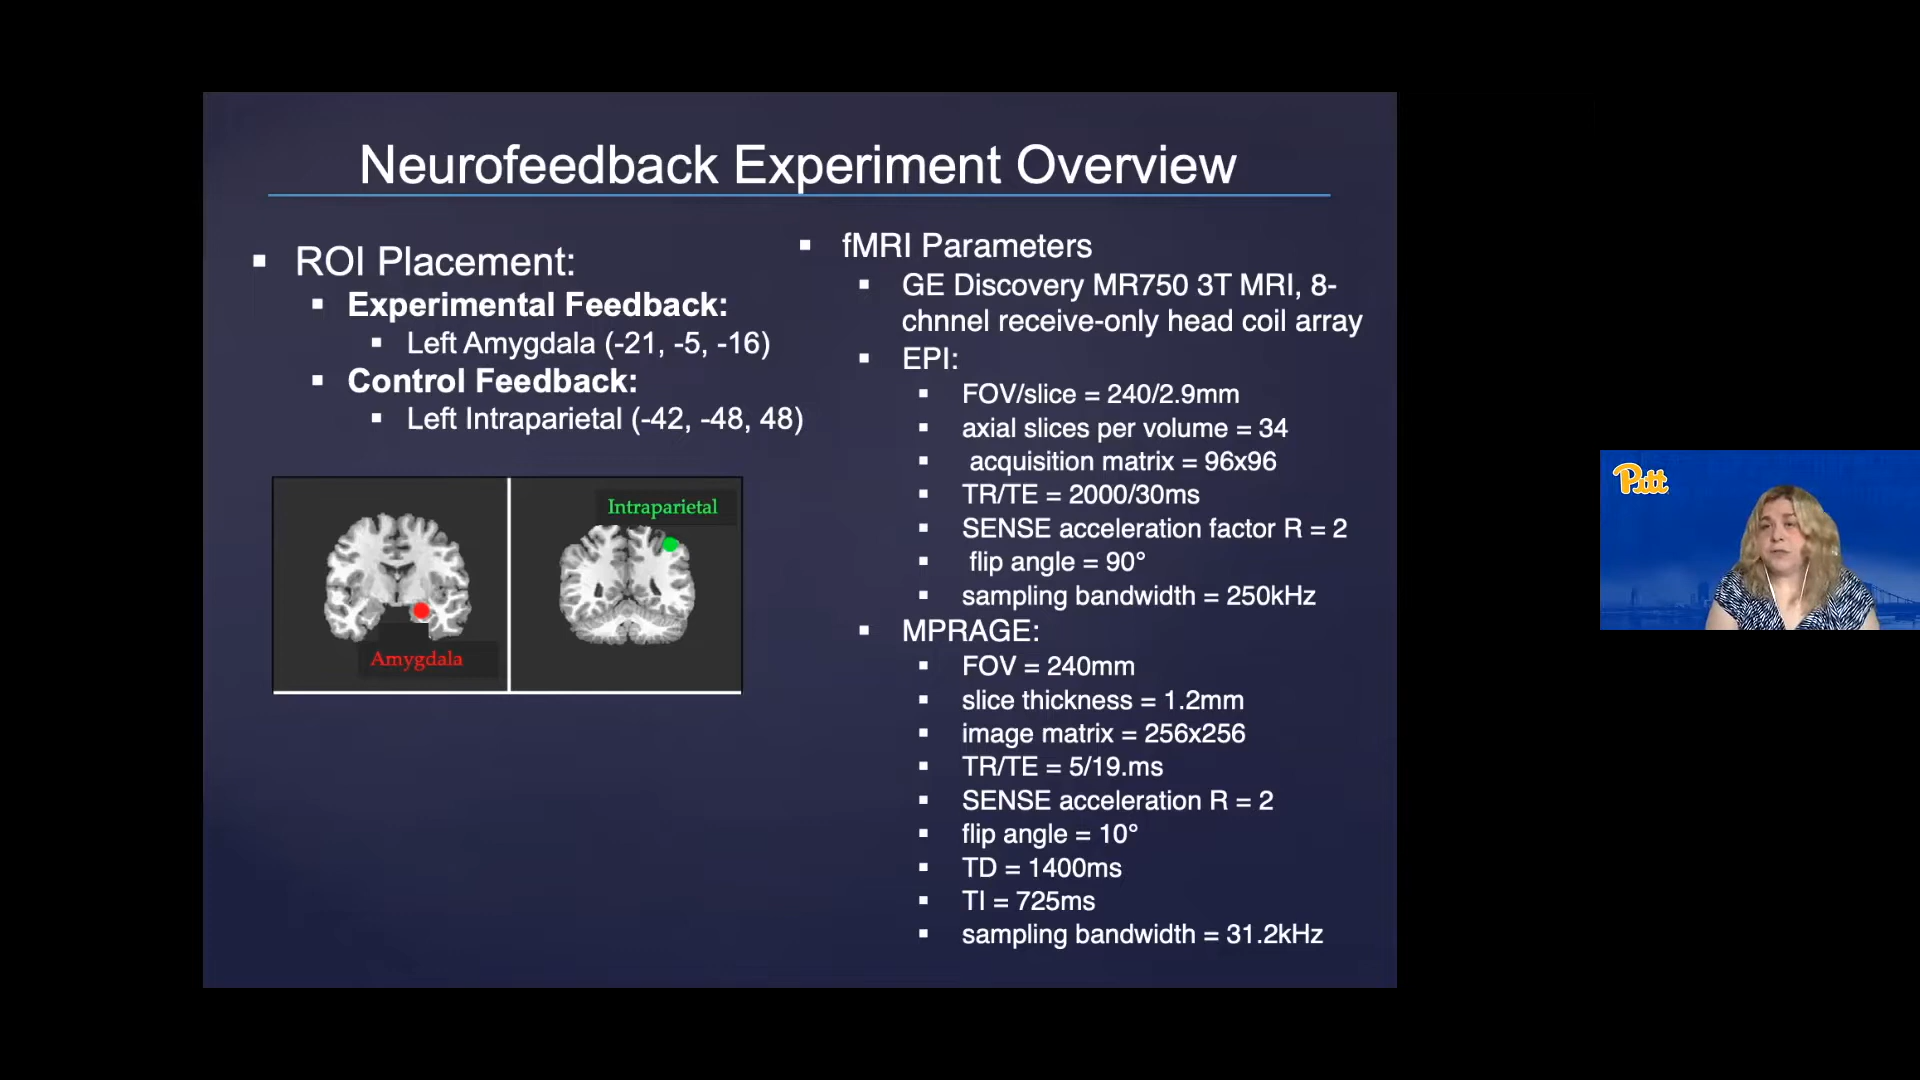 Neurofeedback Experiment Overview
▪ ROI Placement:
▪ Experimental Feedback:
▪ Left Amygdala (-21, -5, -16)
▪ Control Feedback:
▪ Left Intraparietal (-42, -48, 48)
Intraparietal
Amygdala
▪ fMRI Parameters
▪ GE Discovery MR750 3T MRI, 8-
chnnel receive-only head coil array
▪ EPI:
▪ FOV/slice = 240/2.9mm
▪ axial slices per volume = 34
▪ acquisition matrix = 96x96
▪ TR/TE = 2000/30ms
▪ SENSE acceleration factor R = 2
▪ flip angle = 90°
▪ sampling bandwidth = 250kHz
▪ MPRAGE:
▪ FOV = 240mm
▪ slice thickness = 1.2mm
▪ image matrix = 256x256
▪ TR/TE = 5/19.ms
▪ SENSE acceleration R = 2
▪ flip angle = 10°
▪ TD = 1400ms
▪ TI = 725ms
▪ sampling bandwidth = 31.2kHz
Pitt